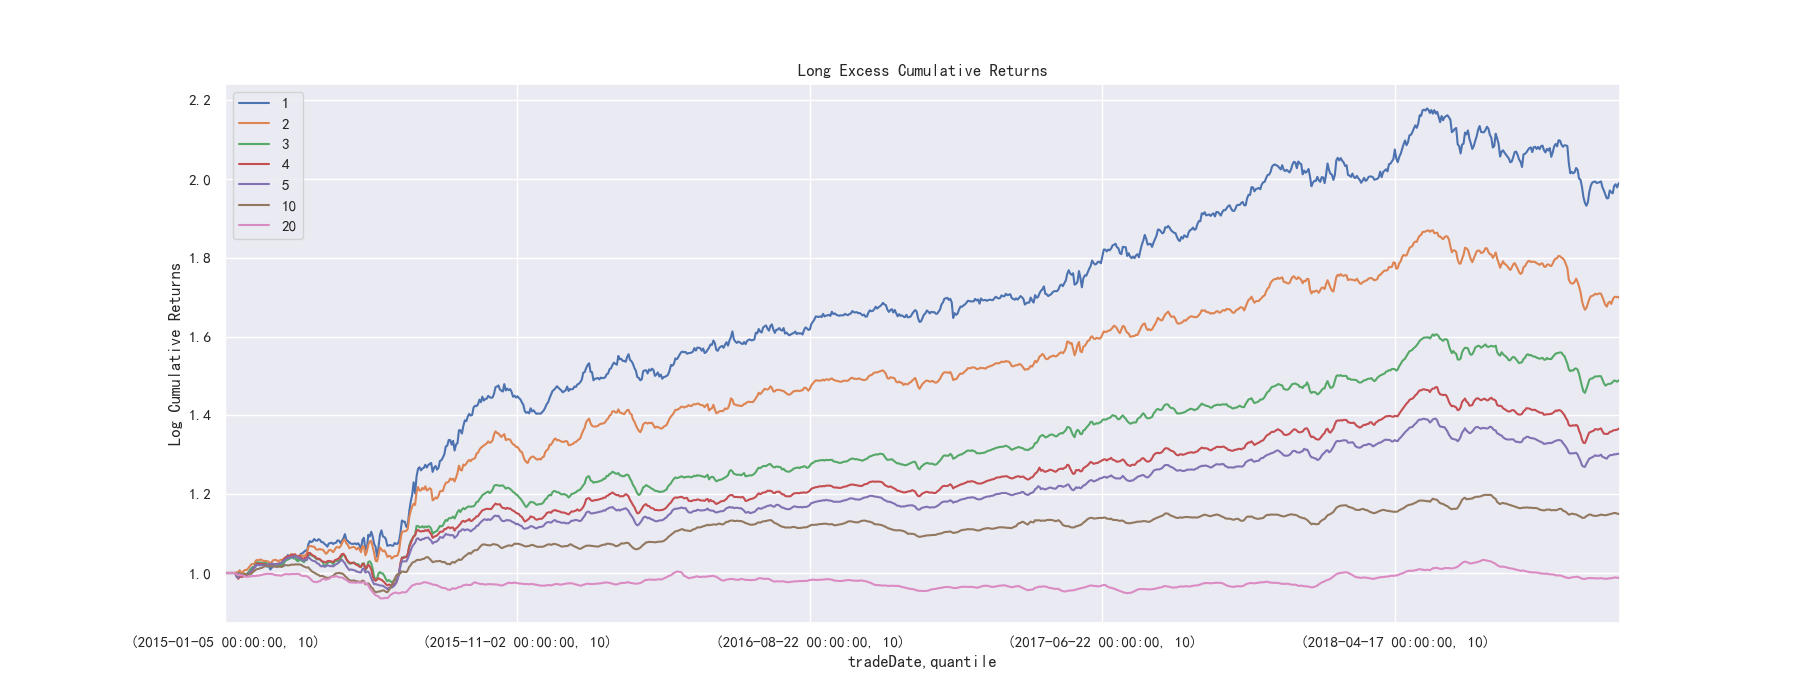 Long Excess Cumulative Returns
2.2
2.0
1.8
1.6
1.4
1.2
1.0
Log Cumulative Returns
1
2
3
4
5
10
20
(2015-01-05 00:00:00, 10)
(2015-11-02 00:00:00, 10)
(2016-08-22 00:00:00, 10)
(2017-06-22 00:00:00, 10)
(2018-04-17 00:00:00, 10)
tradeDate,quantile